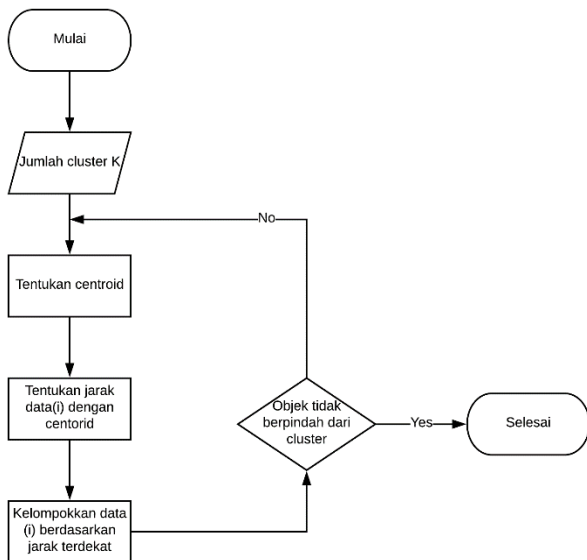 Mulai
Jumlah cluster K
No
Tentukan centroid
Tentukan jarak
data(i) dengan
centorid
Objek tidak
berpindah dari
cluster
Yes
Selesai
Kelompokkan data
(i) berdasarkan
jarak terdekat